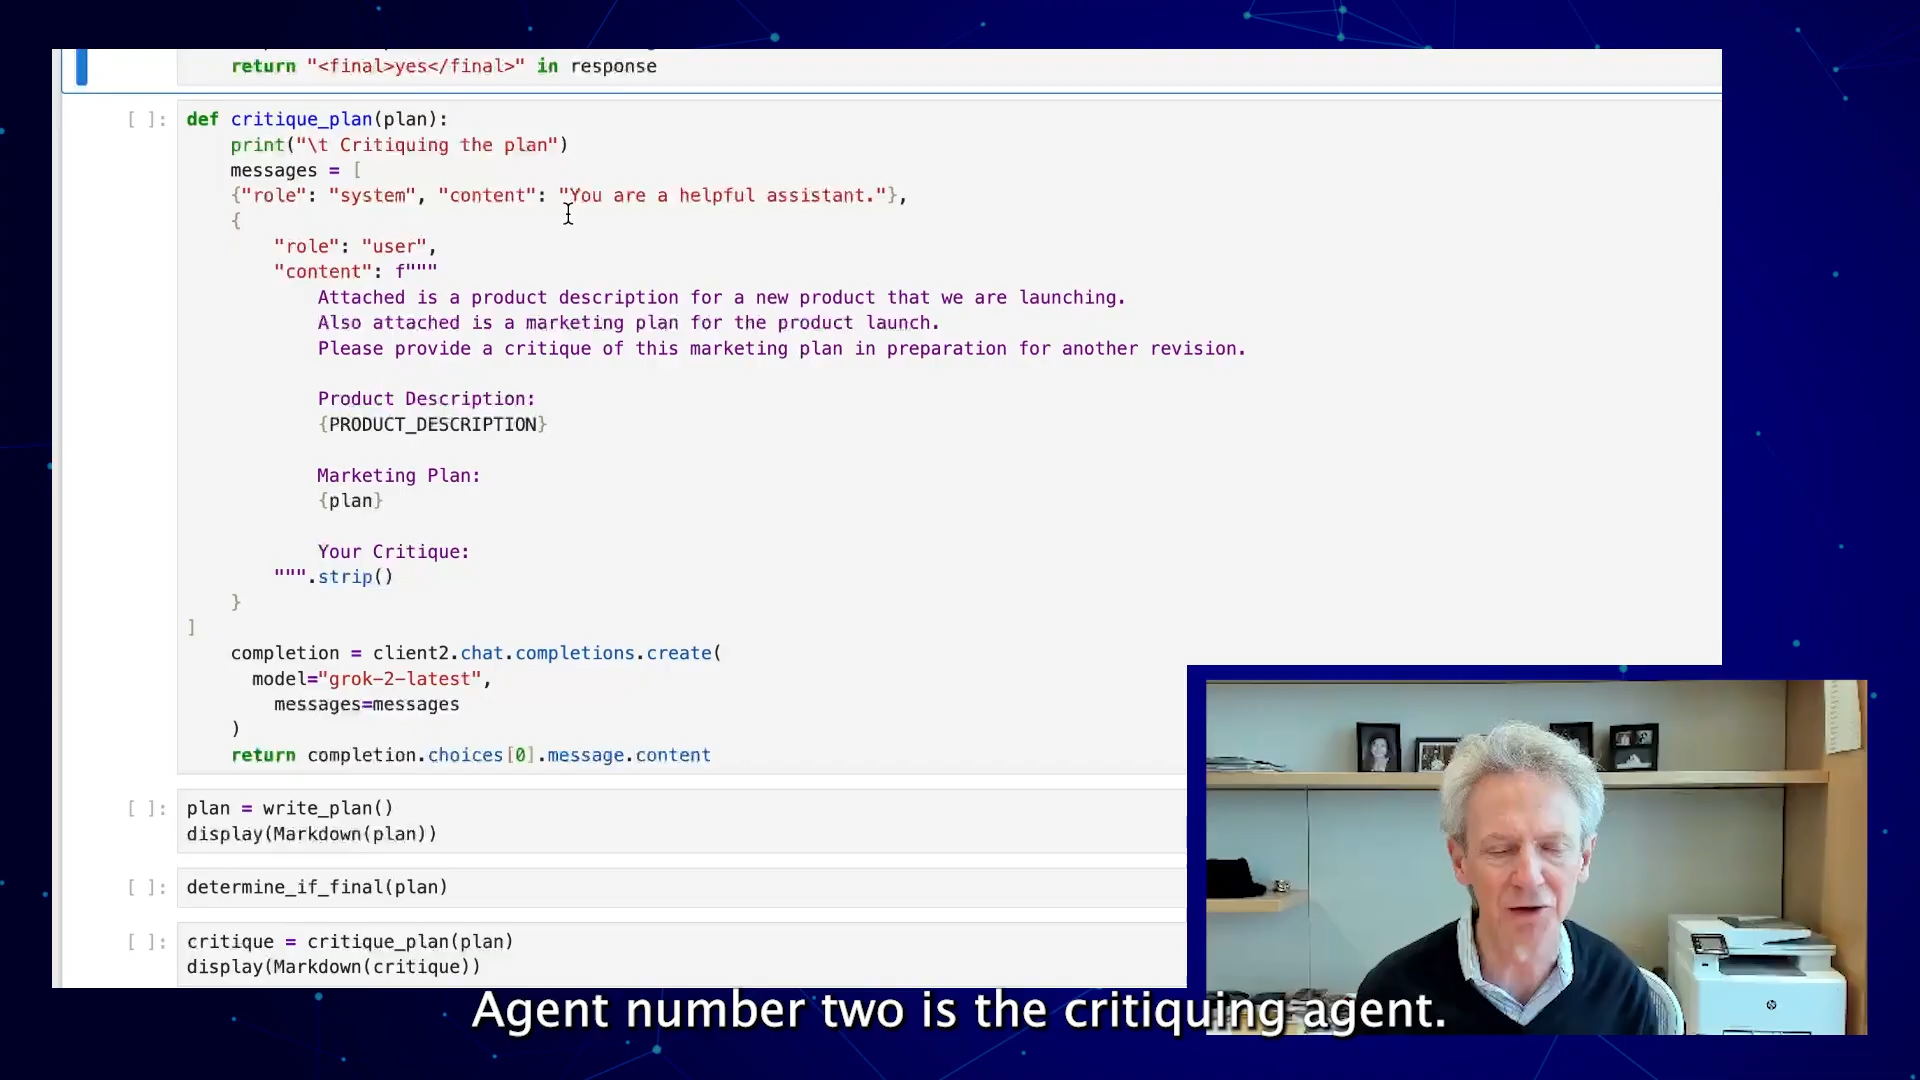 return "<final>yes</final>" in response
[ ]:
def critique_plan(plan):
print("\t Critiquing the plan")
messages = [
{"role": "system", "content": "You are a helpful assistant."},
{
"role": "user",
"content": f"""
Attached is a product description for a new product that we are launching.
Also attached is a marketing plan for the product launch.
Please provide a critique of this marketing plan in preparation for another revision.
Product Description:
{PRODUCT_DESCRIPTION}
Marketing Plan:
{plan}
Your Critique:
""".strip()
}
]
completion = client2.chat.completions.create(
model="grok-2-latest",
messages=messages
)
return completion.choices[0].message.content
[ ]:
plan = write_plan()
display(Markdown(plan))
[ ]:
determine_if_final(plan)
[ ]:
critique = critique_plan(plan)
display(Markdown(critique))
Agent number two is the critiquing agent.